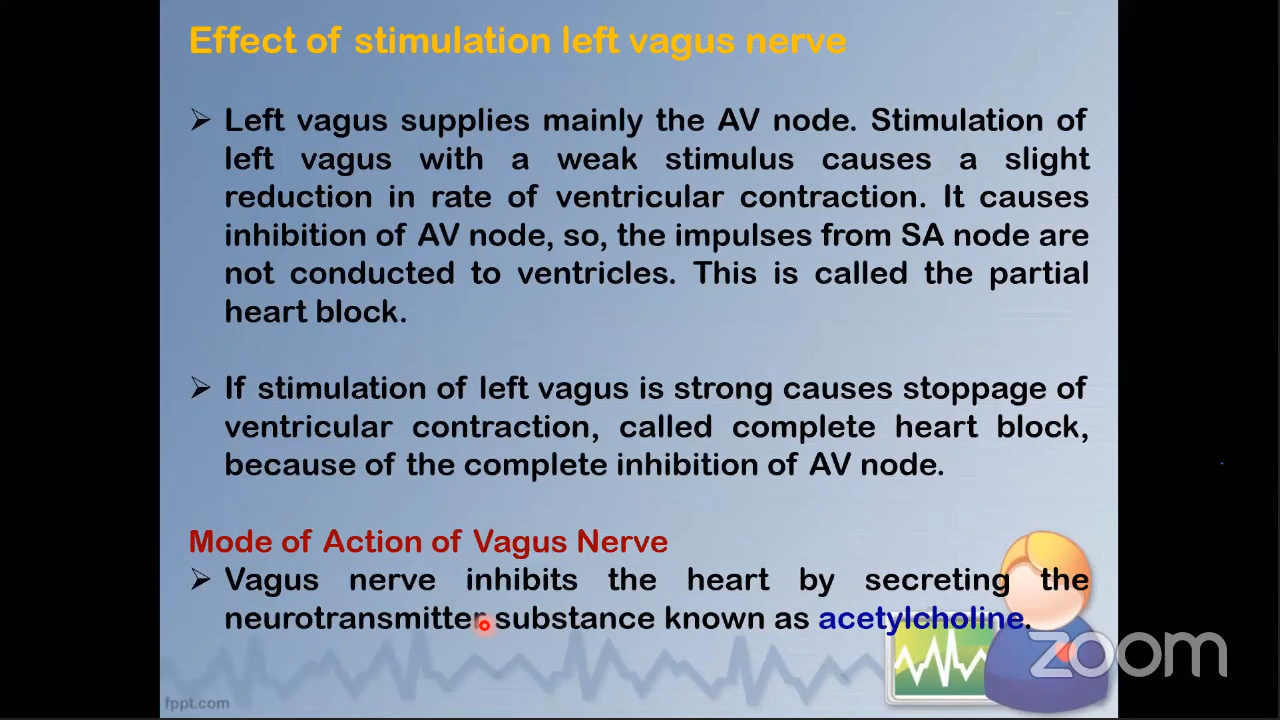 Effect of stimulation left vagus nerve
➢ Left vagus supplies mainly the AV node. Stimulation of
left vagus with a weak stimulus causes a slight
reduction in rate of ventricular contraction. It causes
inhibition of AV node, so, the impulses from SA node are
not conducted to ventricles. This is called the partial
heart block.
➢ If stimulation of left vagus is strong causes stoppage of
ventricular contraction, called complete heart block,
because of the complete inhibition of AV node.
Mode of Action of Vagus Nerve
➢ Vagus nerve inhibits the heart by secreting the
neurotransmitter substance known as acetylcholine.
zoom
fppt.com